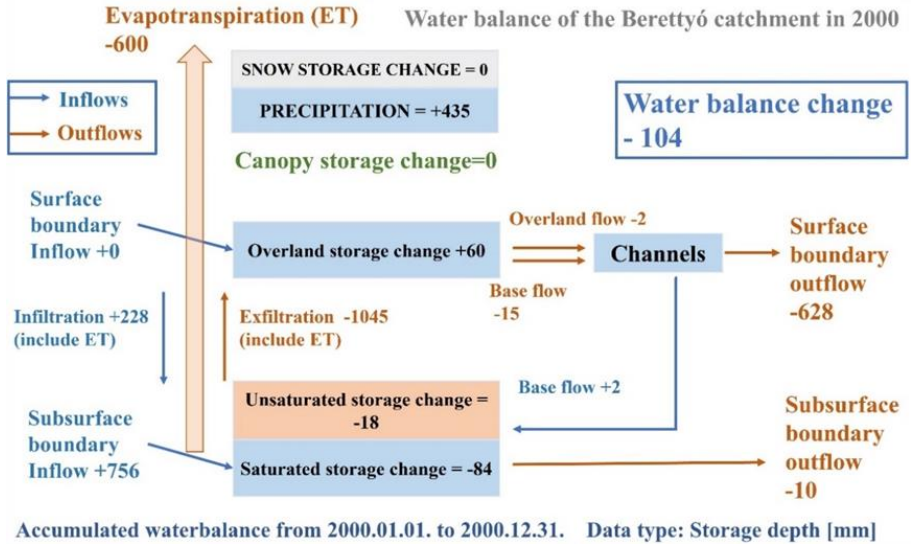 Evapotranspiration (ET)
-600
Water balance of the Berettyó catchment in 2000
Inflows
Outflows
SNOW STORAGE CHANGE = 0
PRECIPITATION = +435
Water balance change
- 104
Canopy storage change=0
Surface
boundary
Inflow +0
Overland storage change +60
Overland flow -2
Base flow
-15
Channels
Surface
boundary
outflow
-628
Infiltration +228
(include ET)
Exfiltration -1045
(include ET)
Base flow +2
Unsaturated storage change =
-18
Saturated storage change = -84
Subsurface
boundary
Inflow +756
Subsurface
boundary
outflow
-10
Accumulated waterbalance from 2000.01.01. to 2000.12.31. Data type: Storage depth [mm]